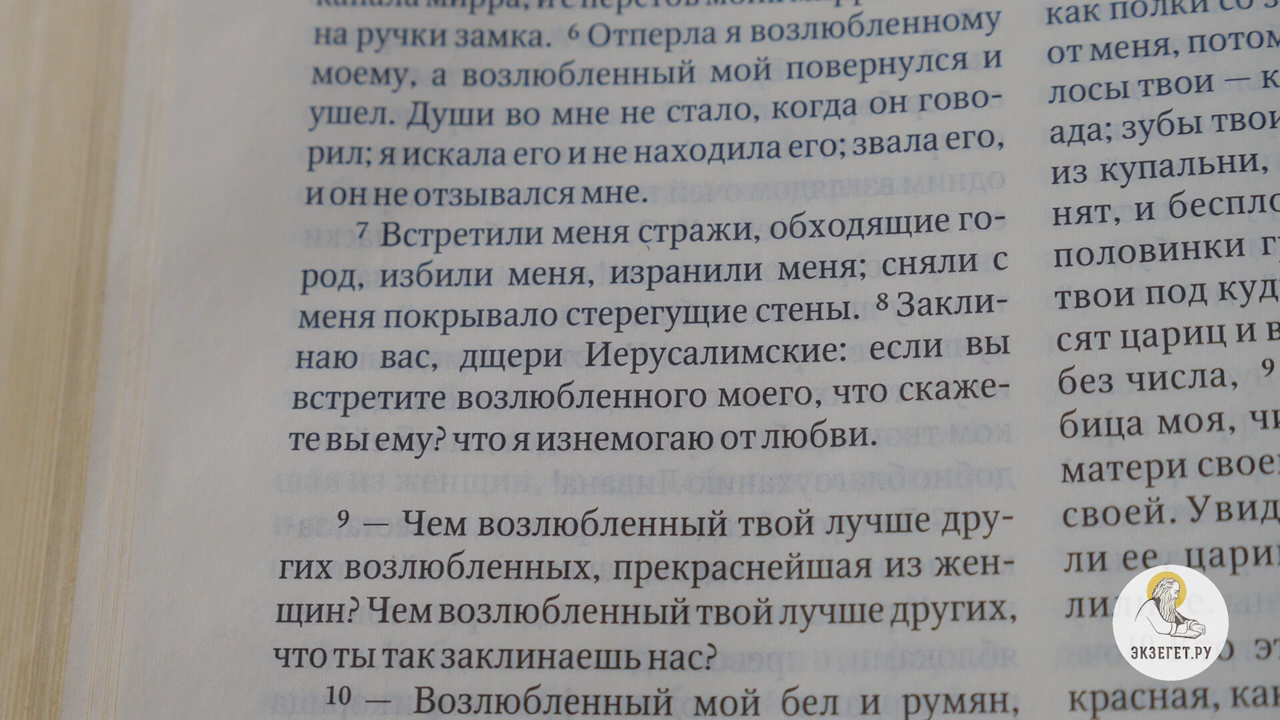 на ручки замка. 6 Отперла я возлюбленному
моему, а возлюбленный мой повернулся и
ушел. Души во мне не стало, когда он гово-
рил; я искала его и не находила его; звала его,
и он не отзывался мне.
7 Встретили меня стражи, обходящие го-
род, избили меня, изранили меня; сняли с
меня покрывало стерегущие стены. 8 Закли-
наю вас, дщери Иерусалимские: если вы
встретите возлюбленного моего, что скаже-
те вы ему? что я изнемогаю от любви.
9 — Чем возлюбленный твой лучше дру-
гих возлюбленных, прекраснейшая из жен-
щин? Чем возлюбленный твой лучше других,
что ты так заклинаешь нас?
10 — Возлюбленный мой бел и румян,
как полки со
от меня, потом
лосы твои — к
ада; зубы твои
из купальни,
нят, и беспло
половинки г
твои под куд
сят цариц и в
без числа, 9
бица моя, чи
матери свое
своей. Увид
ли ее цари
ли
э
красная, как
ЭКЗЕГЕТ.РУ